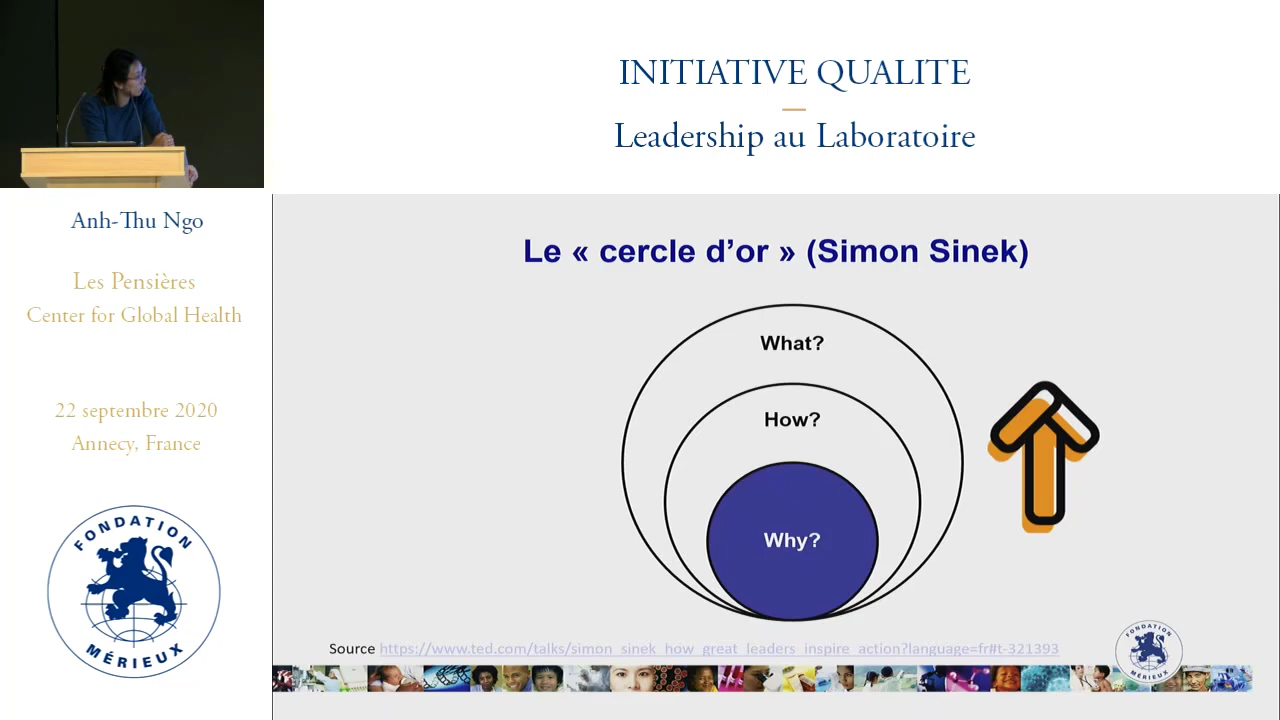 INITIATIVE QUALITE
Leadership au Laboratoire
Anh-Thu Ngo
Les Pensières
Center for Global Health
22 septembre 2020
Annecy, France
FONDATION
MÉRIEUX
Le « cercle d’or » (Simon Sinek)
What?
How?
Why?
Source https://www.ted.com/talks/simon_sinek_how_great_leaders_inspire_action?language=fr#t-321393
FONDATION
MÉRIEUX